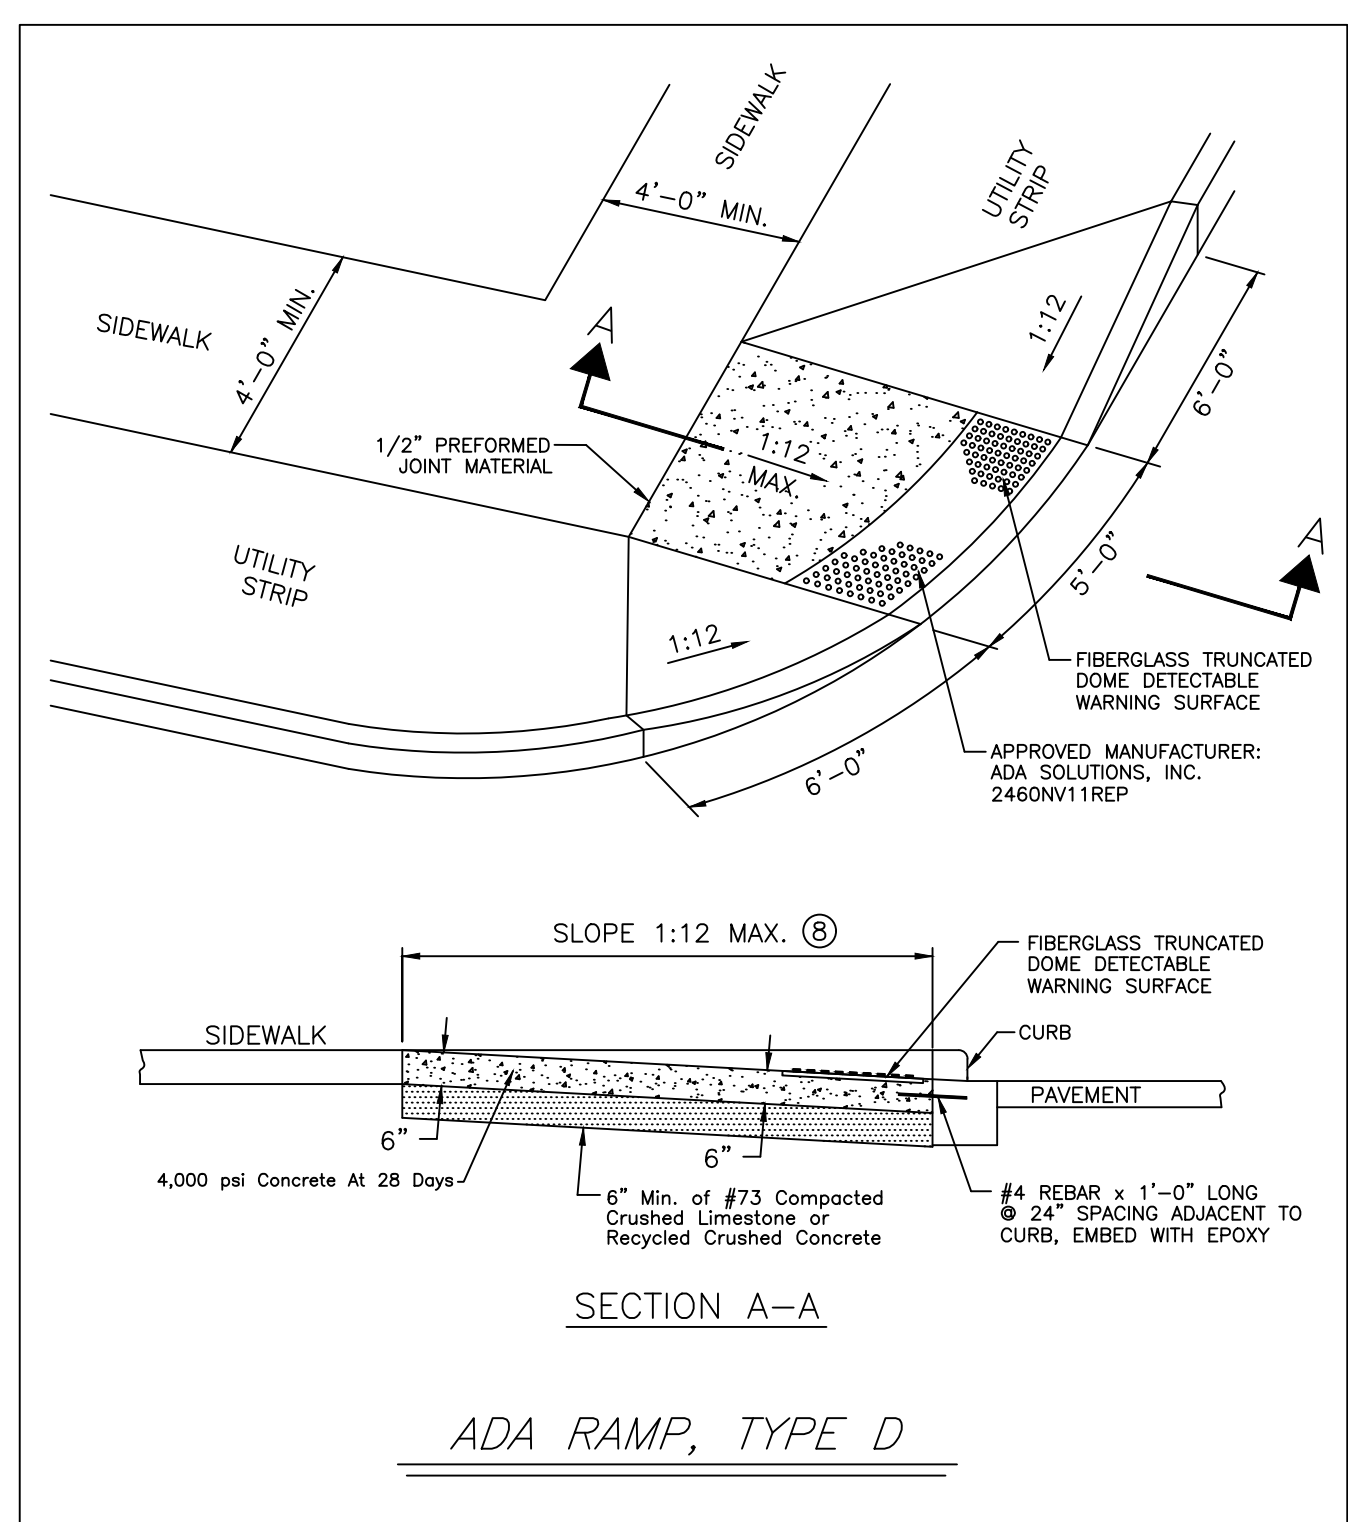 SIDEWALK
4'-0" MIN.
UTILITY
STRIP
SIDEWALK
4'-0" MIN.
A
1:12
6'-0"
1/2" PREFORMED
JOINT MATERIAL
1:12
MAX.
A
UTILITY
STRIP
5'-0"
1:12
FIBERGLASS TRUNCATED
DOME DETECTABLE
WARNING SURFACE
6'-0"
APPROVED MANUFACTURER:
ADA SOLUTIONS, INC.
2460NV11REP
SLOPE 1:12 MAX. 8
FIBERGLASS TRUNCATED
DOME DETECTABLE
WARNING SURFACE
SIDEWALK
CURB
PAVEMENT
6"
6"
4,000 psi Concrete At 28 Days
6" Min. of #73 Compacted
Crushed Limestone or
Recycled Crushed Concrete
#4 REBAR x 1'-0" LONG
@ 24" SPACING ADJACENT TO
CURB, EMBED WITH EPOXY
SECTION A-A
ADA RAMP, TYPE D